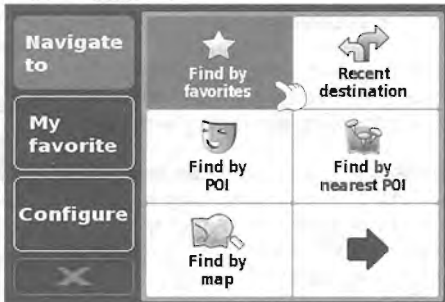 Navigate
to
My
favorite
Configure
Find by
favorites
Recent
destination
Find by
POI
Find by
nearest POI
Find by
map